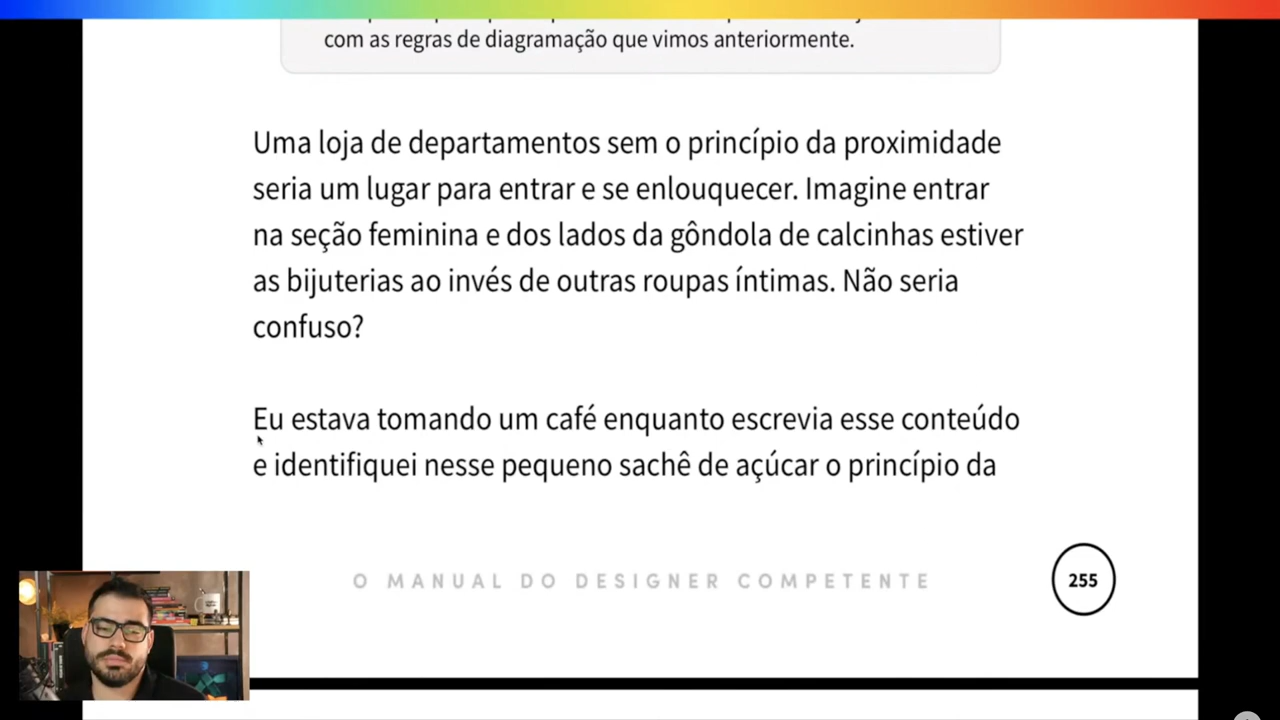 com as regras de diagramação que vimos anteriormente.
Uma loja de departamentos sem o princípio da proximidade
seria um lugar para entrar e se enlouquecer. Imagine entrar
na seção feminina e dos lados da gôndola de calcinhas estiver
as bijuterias ao invés de outras roupas íntimas. Não seria
confuso?
Eu estava tomando um café enquanto escrevia esse conteúdo
e identifiquei nesse pequeno sachê de açúcar o princípio da
O MANUAL DO DESIGNER COMPETENTE
255